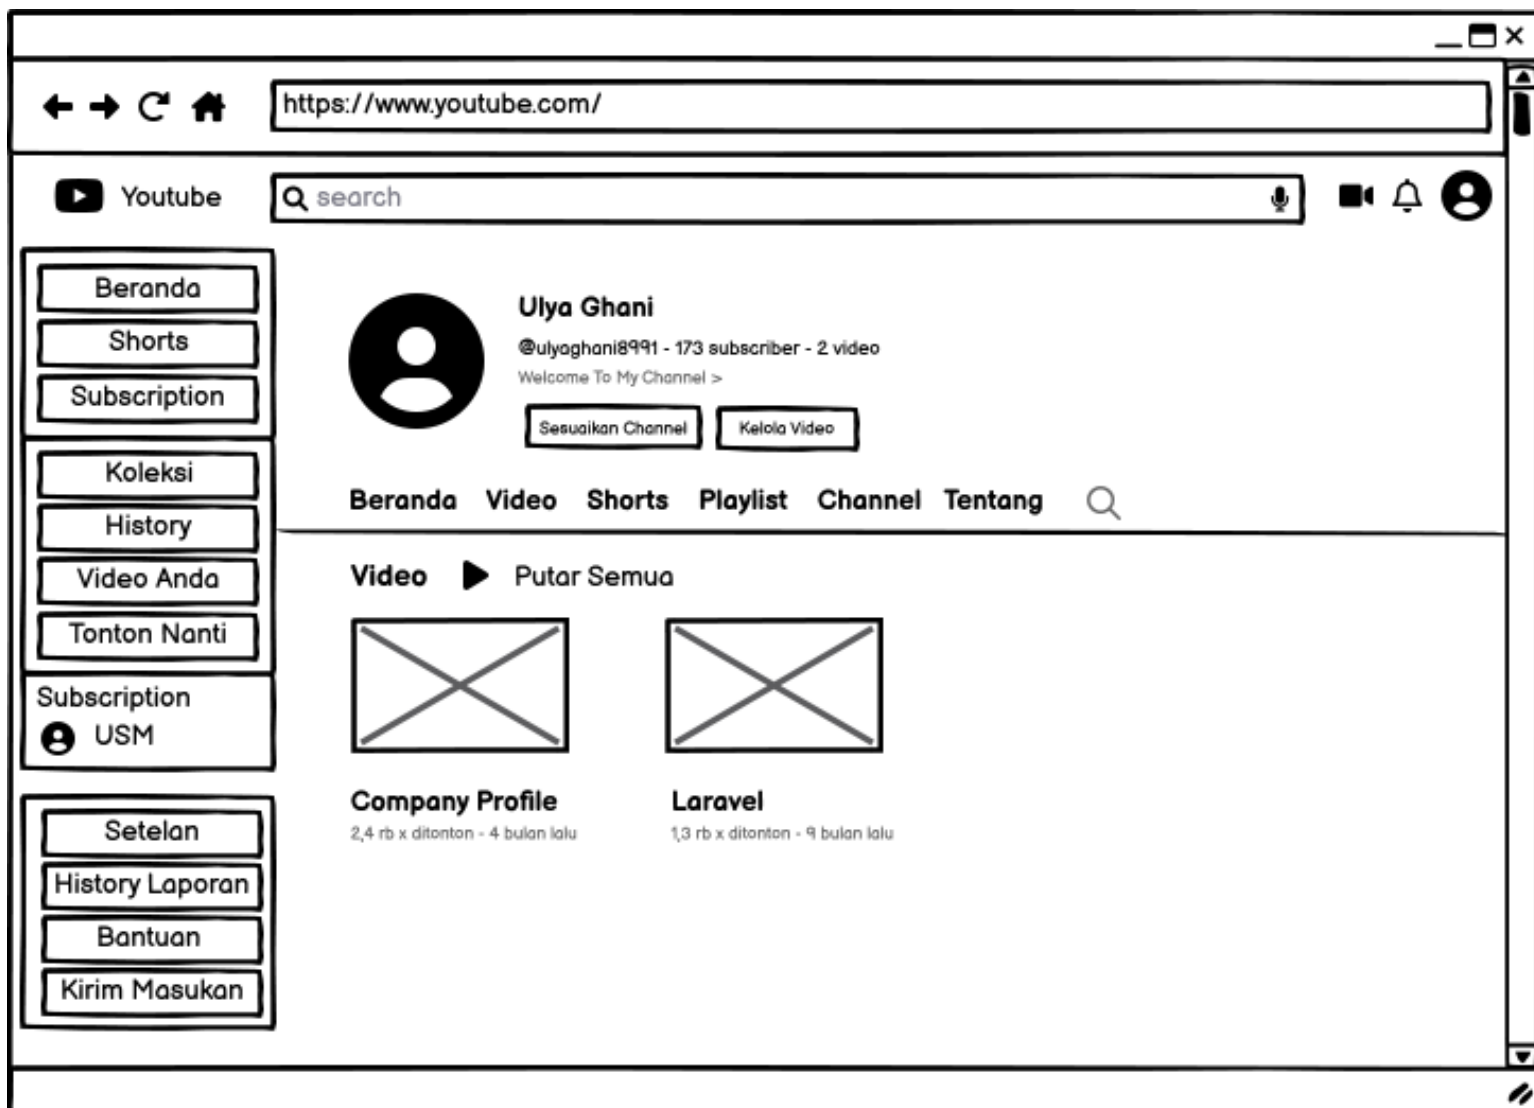 https://www.youtube.com/
Youtube
search
Beranda
Shorts
Subscription
Koleksi
History
Video Anda
Tonton Nanti
Subscription
USM
Setelan
History Laporan
Bantuan
Kirim Masukan
Ulya Ghani
@ulyaghani8991 - 173 subscriber - 2 video
Welcome To My Channel >
Sesuaikan Channel
Kelola Video
Beranda Video Shorts Playlist Channel Tentang
Video Putar Semua
Company Profile
2,4 rb x ditonton - 4 bulan lalu
Laravel
1,3 rb x ditonton - 9 bulan lalu